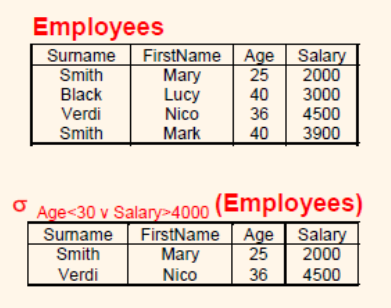 Employees
Surname FirstName Age Salary
Smith Mary 25 2000
Black Lucy 40 3000
Verdi Nico 36 4500
Smith Mark 40 3900
σ Age<30 v Salary>4000 (Employees)
Surname FirstName Age Salary
Smith Mary 25 2000
Verdi Nico 36 4500